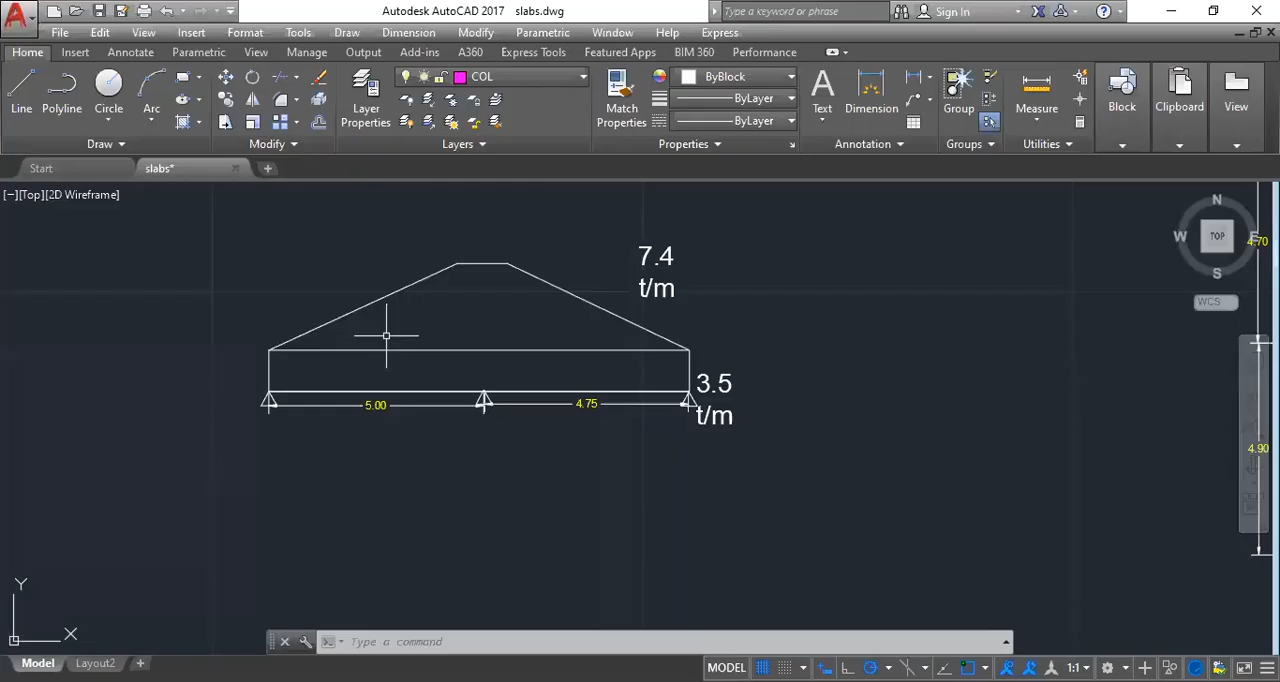 Autodesk AutoCAD 2017 slabs.dwg
Type a keyword or phrase
Sign In
File Edit View Insert Format Tools Draw Dimension Modify Parametric Window Help Express
Home Insert Annotate Parametric View Manage Output Add-ins A360 Express Tools Featured Apps BIM 360 Performance
COL
ByBlock
ByLayer
ByLayer
Line Polyline Circle Arc
Layer
Properties
Match
Properties
Text Dimension Group Measure Block Clipboard View
Draw Modify Layers Properties Annotation Groups Utilities
Start slabs*
[−][Top][2D Wireframe]
N
W TOP E
S
WCS
4.70
7.4
t/m
3.5
t/m
5.00 4.75
4.90
Y
X
Type a command
Model Layout2
MODEL
1:1